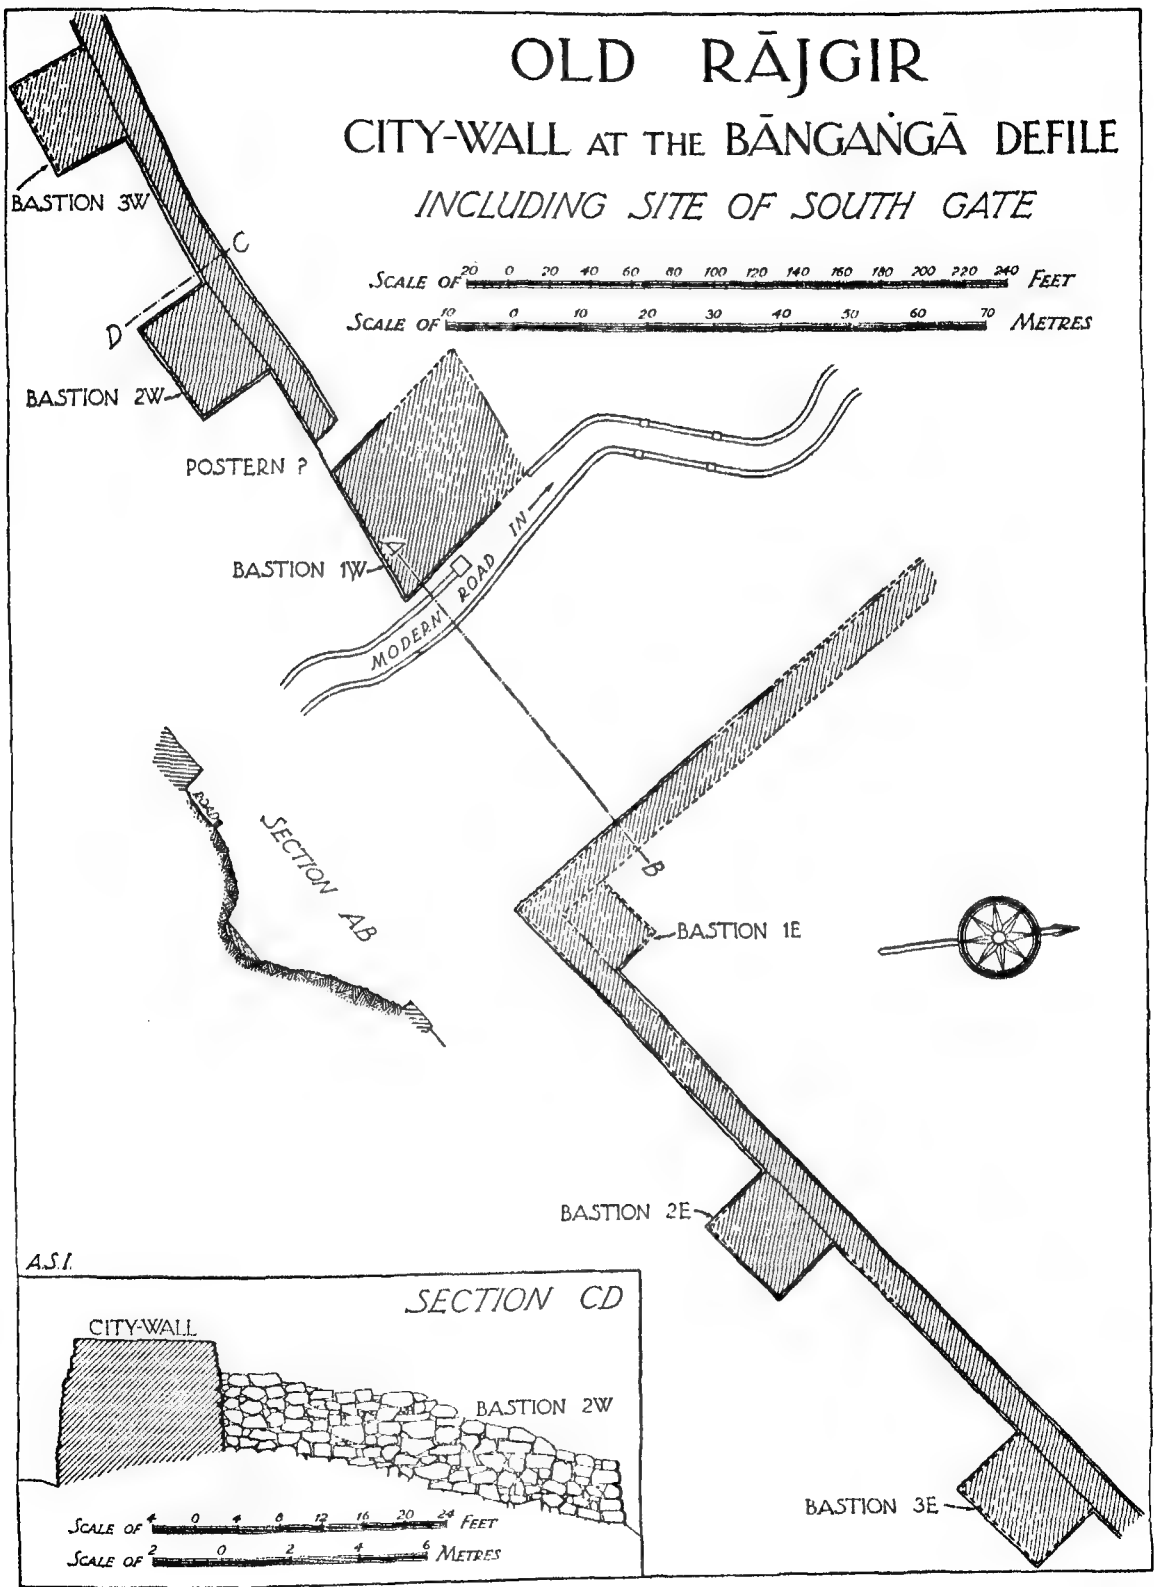 OLD RĀJGIR
CITY-WALL AT THE BĀNGAṄGĀ DEFILE
INCLUDING SITE OF SOUTH GATE
SCALE OF 20 0 20 40 60 80 100 120 140 160 180 200 220 240 FEET
SCALE OF 10 0 10 20 30 40 50 60 70 METRES
BASTION 3W
C
D
BASTION 2W
POSTERN ?
A
BASTION 1W
MODERN ROAD IN
ROAD
SECTION AB
B
BASTION 1E
BASTION 2E
BASTION 3E
A.S.I.
SECTION CD
CITY-WALL
BASTION 2W
SCALE OF 4 0 4 8 12 16 20 24 FEET
SCALE OF 2 0 2 4 6 METRES